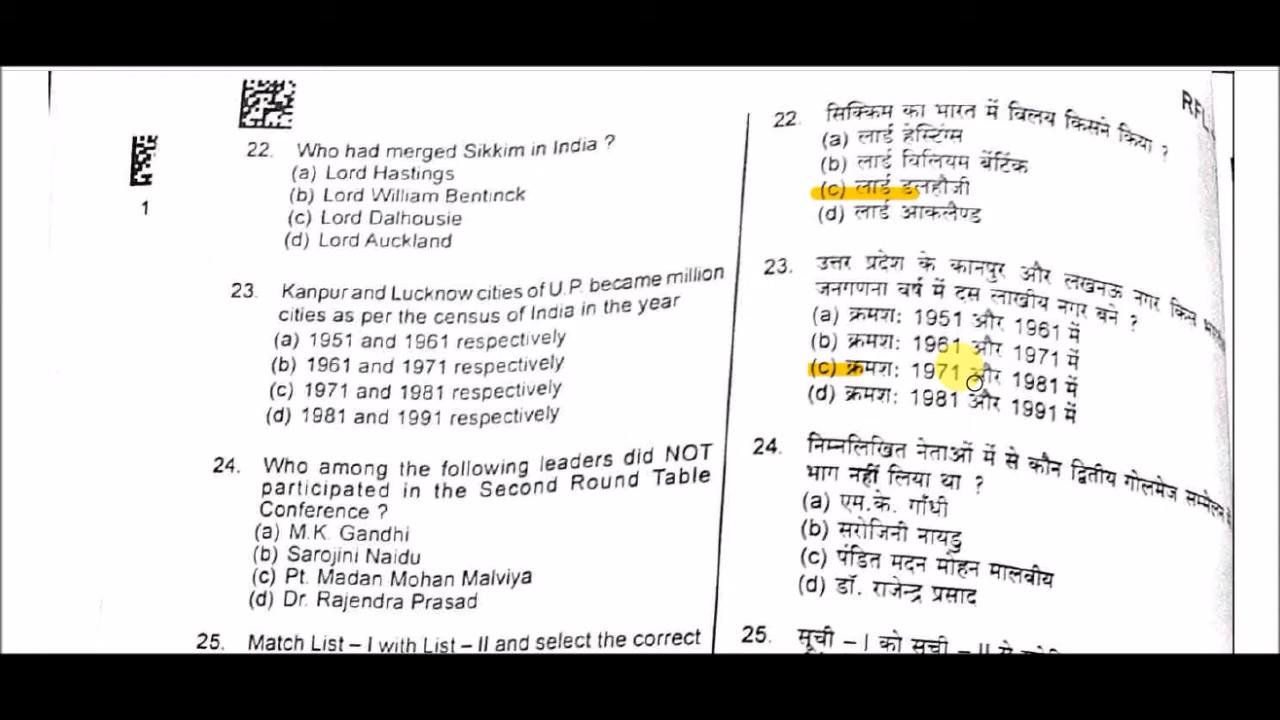 1
22. Who had merged Sikkim in India ?
(a) Lord Hastings
(b) Lord William Bentinck
(c) Lord Dalhousie
(d) Lord Auckland
23. Kanpur and Lucknow cities of U.P. became million
cities as per the census of India in the year
(a) 1951 and 1961 respectively
(b) 1961 and 1971 respectively
(c) 1971 and 1981 respectively
(d) 1981 and 1991 respectively
24. Who among the following leaders did NOT
participated in the Second Round Table
Conference ?
(a) M.K. Gandhi
(b) Sarojini Naidu
(c) Pt. Madan Mohan Malviya
(d) Dr. Rajendra Prasad
25. Match List – I with List – II and select the correct
22. सिक्किम का भारत में विलय किसने किया ?
(a) लार्ड हेस्टिंग्स
(b) लार्ड विलियम बेंटिंक
(c) लार्ड डलहौजी
(d) लार्ड आकलैण्ड
23. उत्तर प्रदेश के कानपुर और लखनऊ नगर किस
जनगणना वर्ष में दस लाखीय नगर बने ?
(a) क्रमश: 1951 और 1961 में
(b) क्रमश: 1961 और 1971 में
(c) क्रमश: 1971 और 1981 में
(d) क्रमश: 1981 और 1991 में
24. निम्नलिखित नेताओं में से कौन द्वितीय गोलमेज सम्मेलन
भाग नहीं लिया था ?
(a) एम.के. गाँधी
(b) सरोजिनी नायडु
(c) पंडित मदन मोहन मालवीय
(d) डॉ. राजेन्द्र प्रसाद
25. सूची – I को सूची – II से